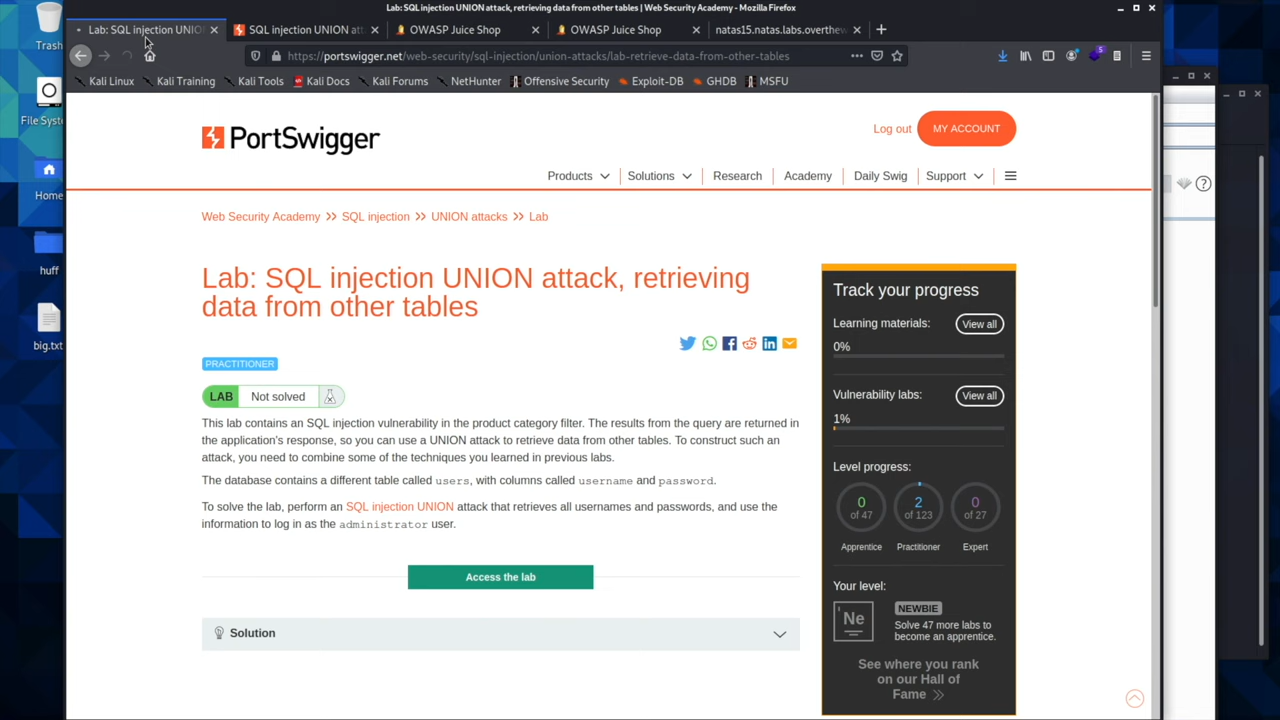 Lab: SQL injection UNION attack, retrieving data from other tables | Web Security Academy - Mozilla Firefox
Lab: SQL injection UNIO
SQL injection UNION att
OWASP Juice Shop
OWASP Juice Shop
natas15.natas.labs.overthew
https://portswigger.net/web-security/sql-injection/union-attacks/lab-retrieve-data-from-other-tables
5
Kali Linux
Kali Training
Kali Tools
Kali Docs
Kali Forums
NetHunter
Offensive Security
Exploit-DB
GHDB
MSFU
Trash
File Syst
Home
huff
big.txt
PortSwigger
Log out
MY ACCOUNT
Products
Solutions
Research
Academy
Daily Swig
Support
Web Security Academy >> SQL injection >> UNION attacks >> Lab
Lab: SQL injection UNION attack, retrieving
data from other tables
PRACTITIONER
LAB Not solved
This lab contains an SQL injection vulnerability in the product category filter. The results from the query are returned in
the application's response, so you can use a UNION attack to retrieve data from other tables. To construct such an
attack, you need to combine some of the techniques you learned in previous labs.
The database contains a different table called users, with columns called username and password.
To solve the lab, perform an SQL injection UNION attack that retrieves all usernames and passwords, and use the
information to log in as the administrator user.
Access the lab
Solution
Track your progress
Learning materials:
View all
0%
Vulnerability labs:
View all
1%
Level progress:
0
of 47
Apprentice
2
of 123
Practitioner
0
of 27
Expert
Your level:
Ne
NEWBIE
Solve 47 more labs to
become an apprentice.
See where you rank
on our Hall of
Fame >>